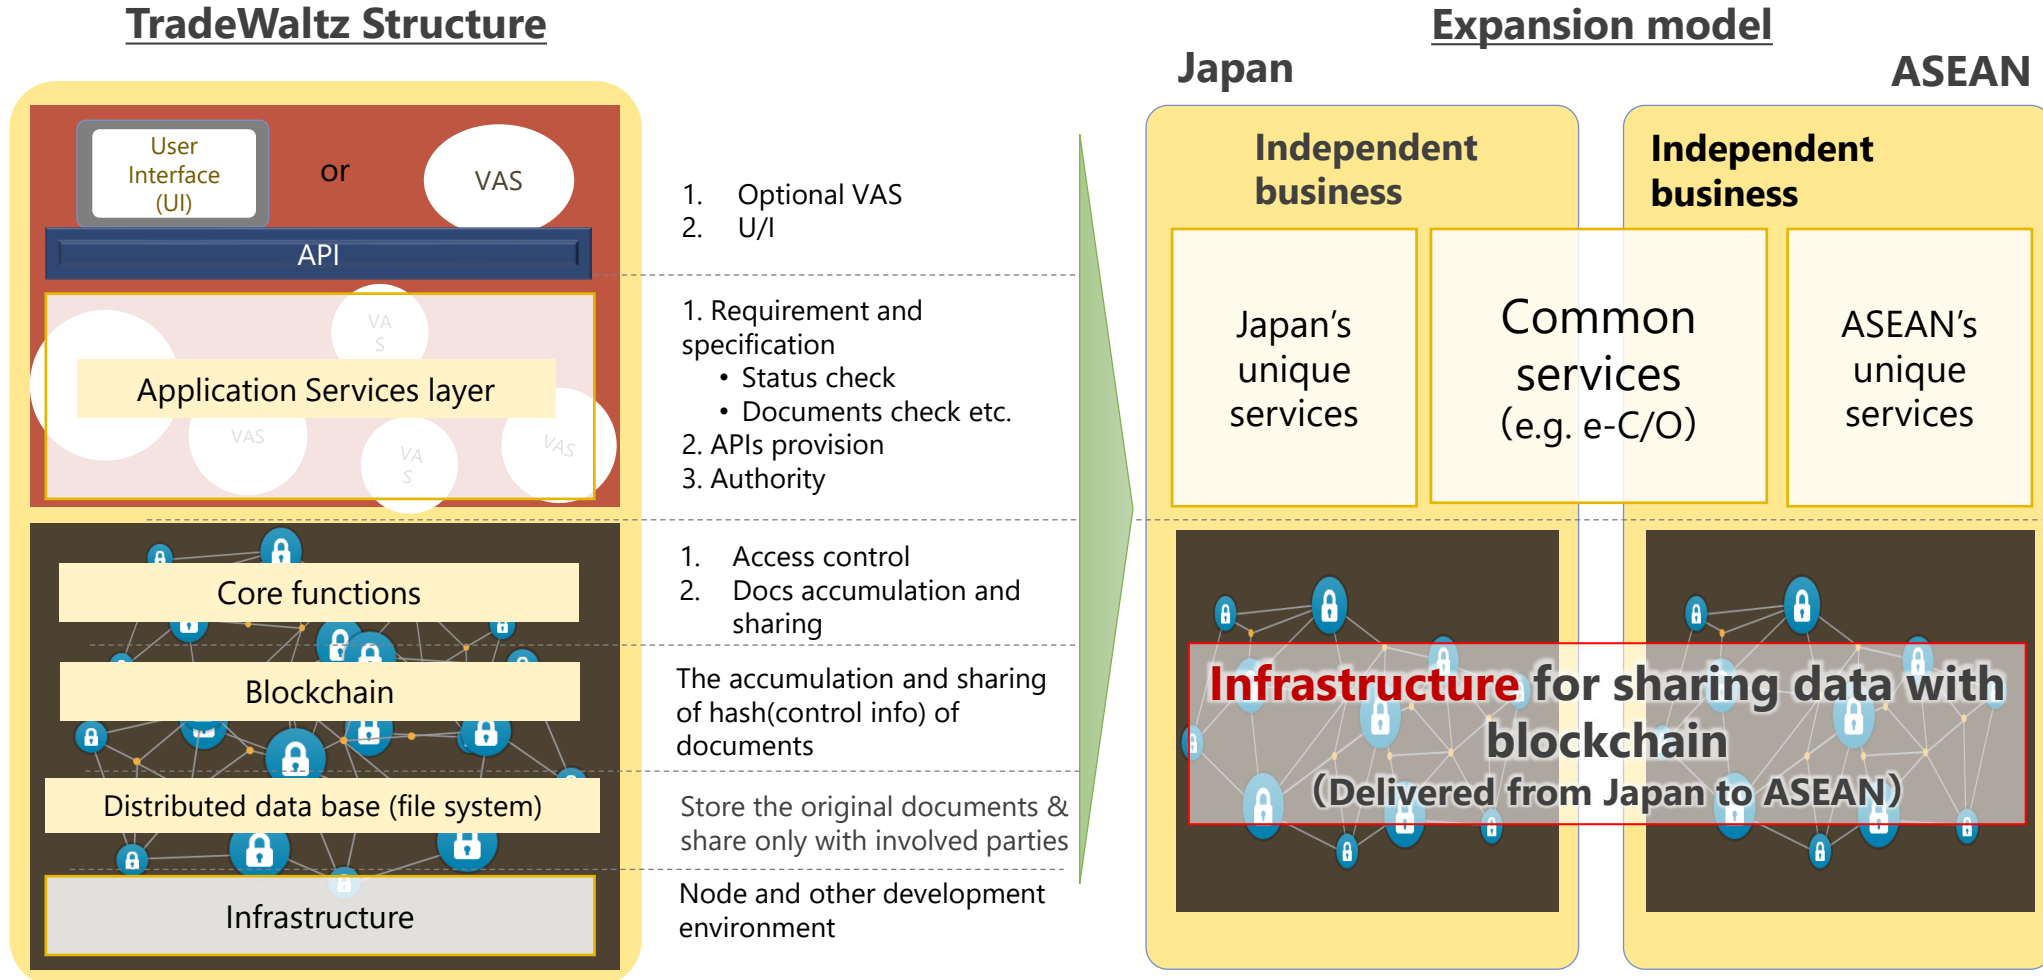 TradeWaltz Structure
User
Interface
(UI)
or
VAS
API
VA
S
Application Services layer
VAS
VA
S
VAS
Core functions
Blockchain
Distributed data base (file system)
Infrastructure
1. Optional VAS
2. U/I
1. Requirement and
specification
• Status check
• Documents check etc.
2. APIs provision
3. Authority
1. Access control
2. Docs accumulation and
sharing
The accumulation and sharing
of hash(control info) of
documents
Store the original documents &
share only with involved parties
Node and other development
environment
Expansion model
Japan
ASEAN
Independent
business
Independent
business
Japan’s
unique
services
Common
services
(e.g. e-C/O)
ASEAN’s
unique
services
Infrastructure for sharing data with
blockchain
(Delivered from Japan to ASEAN)